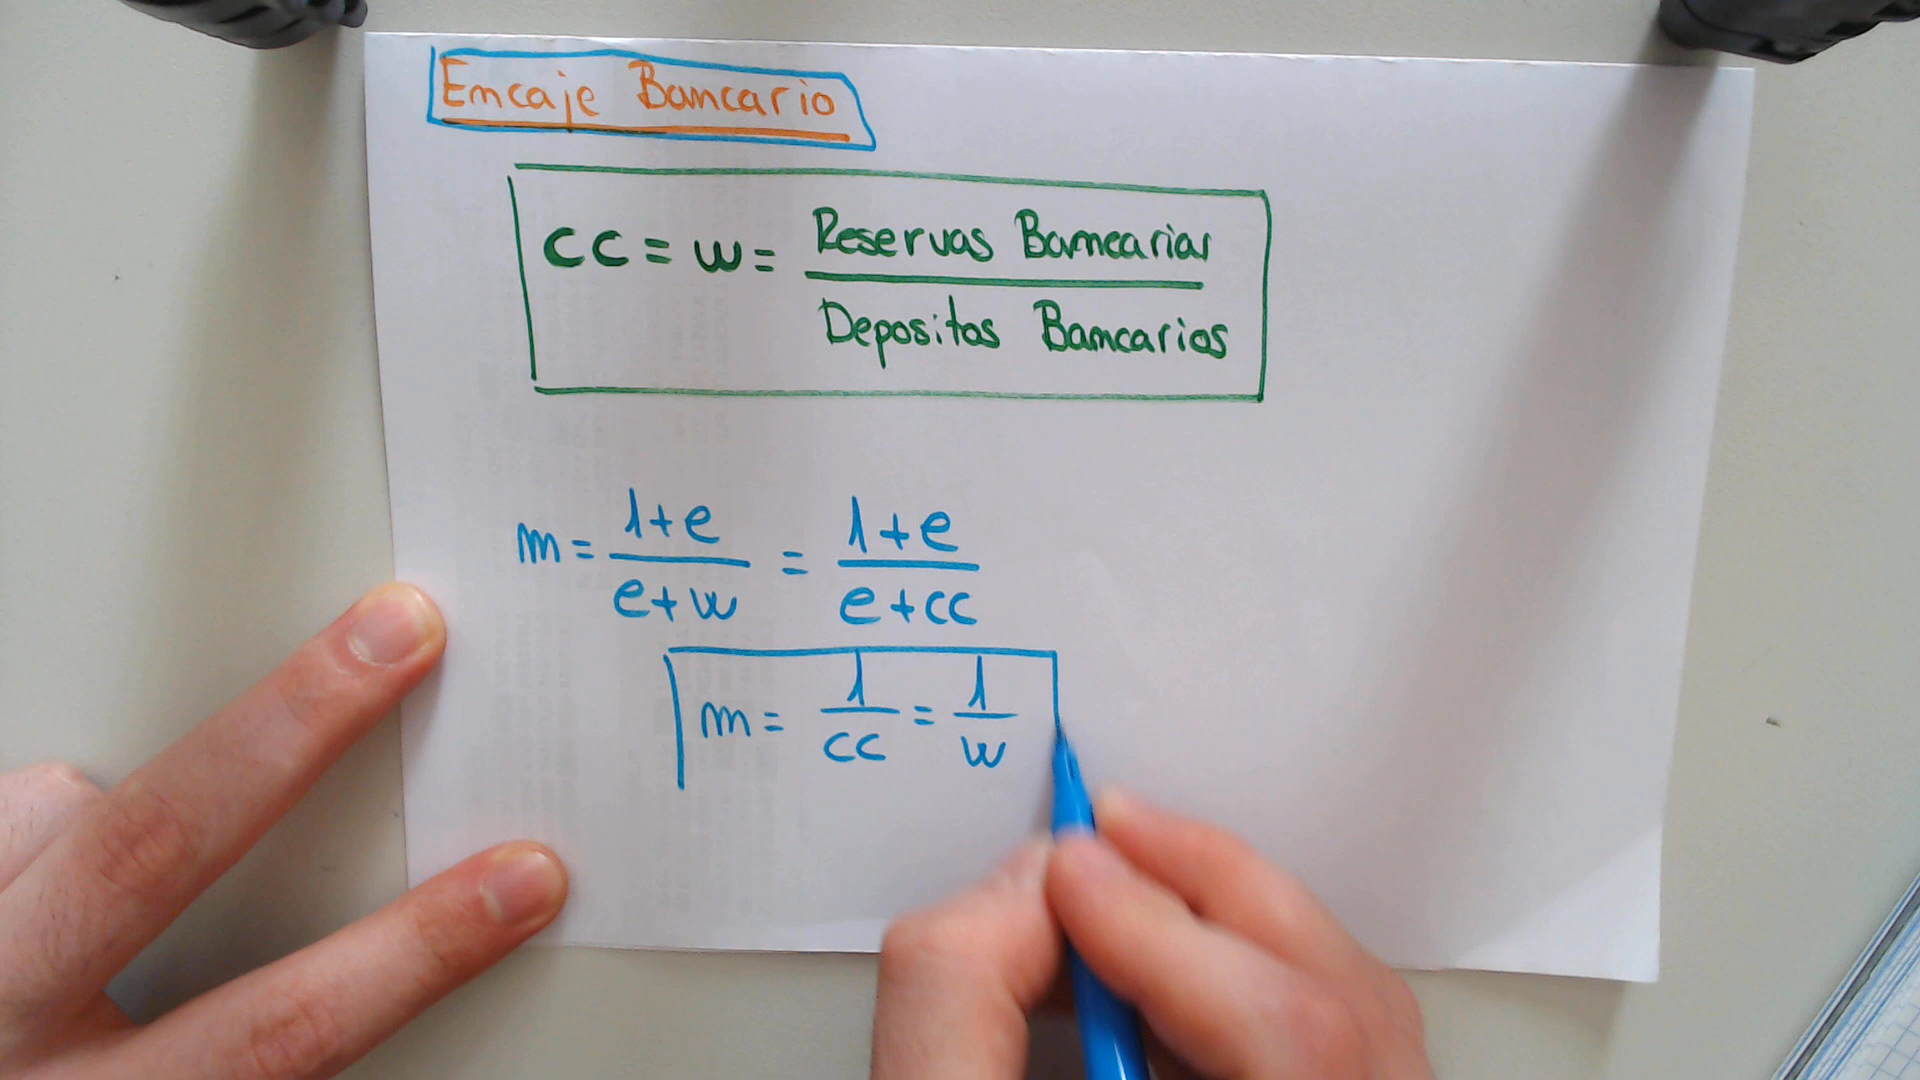 Encaje Bancario
CC = w = Reservas Bancarias / Depositos Bancarios
m = 1+e / e+w = 1+e / e+cc
m = 1 / cc = 1 / w